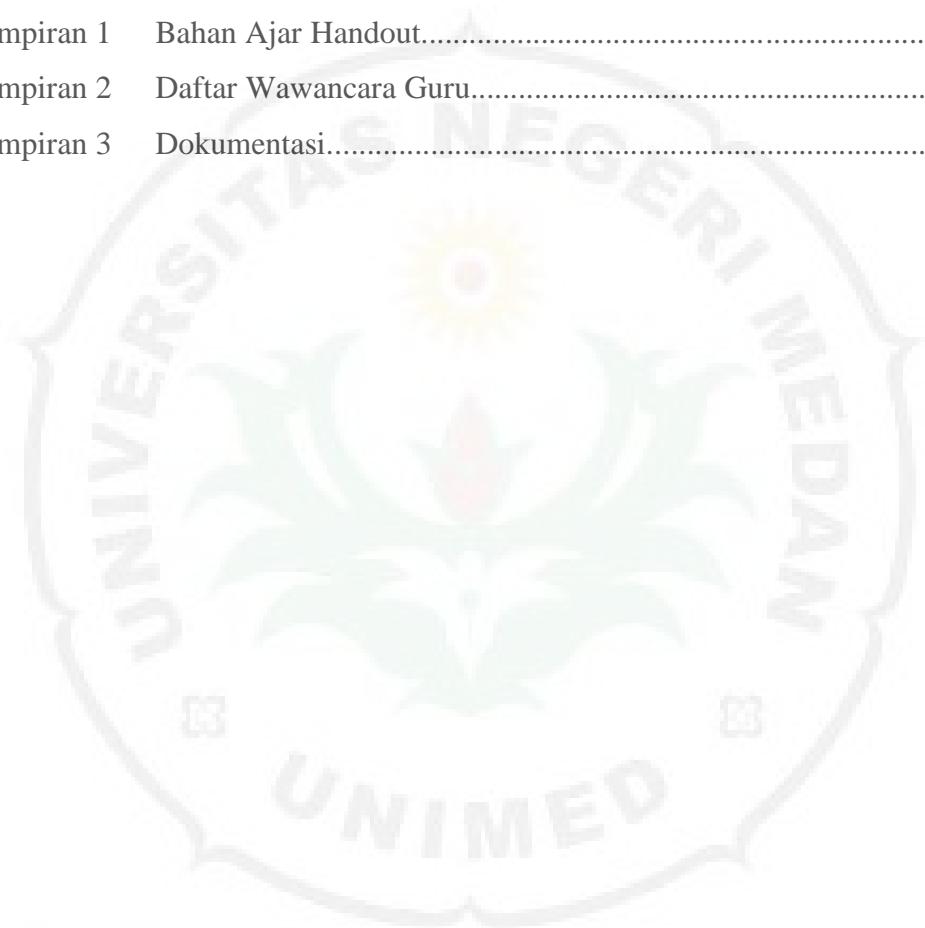 mpiran 1 Bahan Ajar Handout................................................................
mpiran 2 Daftar Wawancara Guru..........................................................
mpiran 3 Dokumentasi............................................................................
UNIVERSITAS NEGERI MEDAN
UNIMED